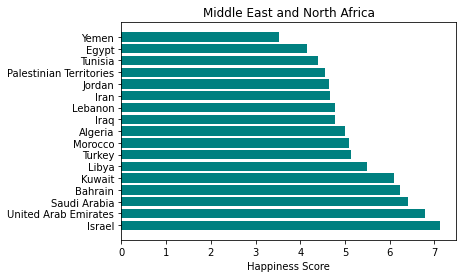 Middle East and North Africa
Yemen
Egypt
Tunisia
Palestinian Territories
Jordan
Iran
Lebanon
Iraq
Algeria
Morocco
Turkey
Libya
Kuwait
Bahrain
Saudi Arabia
United Arab Emirates
Israel
0 1 2 3 4 5 6 7
Happiness Score